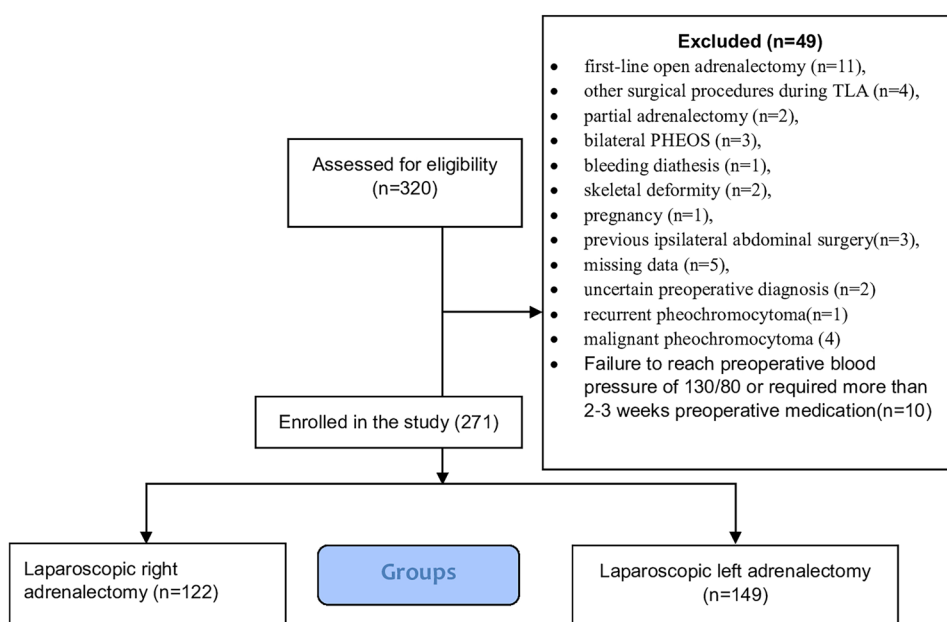 Assessed for eligibility
(n=320)
Excluded (n=49)
• first-line open adrenalectomy (n=11),
• other surgical procedures during TLA (n=4),
• partial adrenalectomy (n=2),
• bilateral PHEOS (n=3),
• bleeding diathesis (n=1),
• skeletal deformity (n=2),
• pregnancy (n=1),
• previous ipsilateral abdominal surgery(n=3),
• missing data (n=5),
• uncertain preoperative diagnosis (n=2)
• recurrent pheochromocytoma(n=1)
• malignant pheochromocytoma (4)
• Failure to reach preoperative blood
pressure of 130/80 or required more than
2-3 weeks preoperative medication(n=10)
Enrolled in the study (271)
Laparoscopic right
adrenalectomy (n=122)
Groups
Laparoscopic left adrenalectomy
(n=149)